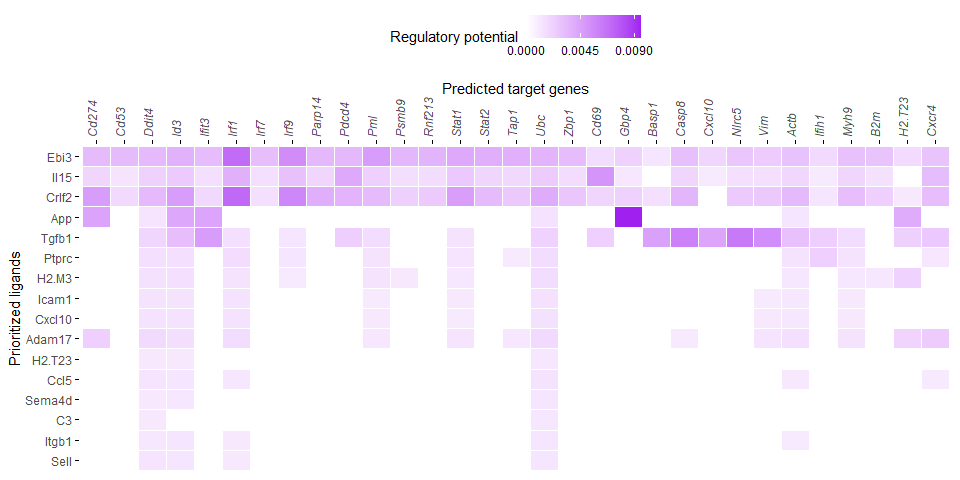 Regulatory potential
0.0000 0.0045 0.0090
Predicted target genes
Cd274 Cd53 Ddit4 Id3 Ifit3 Irf1 Irf7 Irf9 Parp14 Pdcd4 Pml Psmb9 Rnf213 Stat1 Stat2 Tap1 Ubc Zbp1 Cd69 Gbp4 Basp1 Casp8 Cxcl10 Nlrc5 Vim Actb Ifih1 Myh9 B2m H2.T23 Cxcr4
Prioritized ligands
Ebi3
Il15
Crlf2
App
Tgfb1
Ptprc
H2.M3
Icam1
Cxcl10
Adam17
H2.T23
Ccl5
Sema4d
C3
Itgb1
Sell